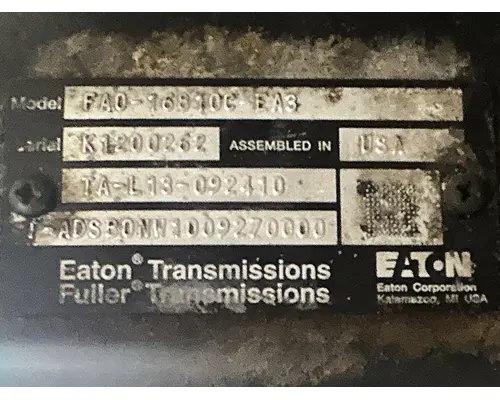 Model FAO-16810C-EA3
Serial K1200262 ASSEMBLED IN USA
TA-L13-092410
Eaton® Transmissions EATON
Fuller® Transmissions Eaton Corporation
Kalamazoo, MI USA